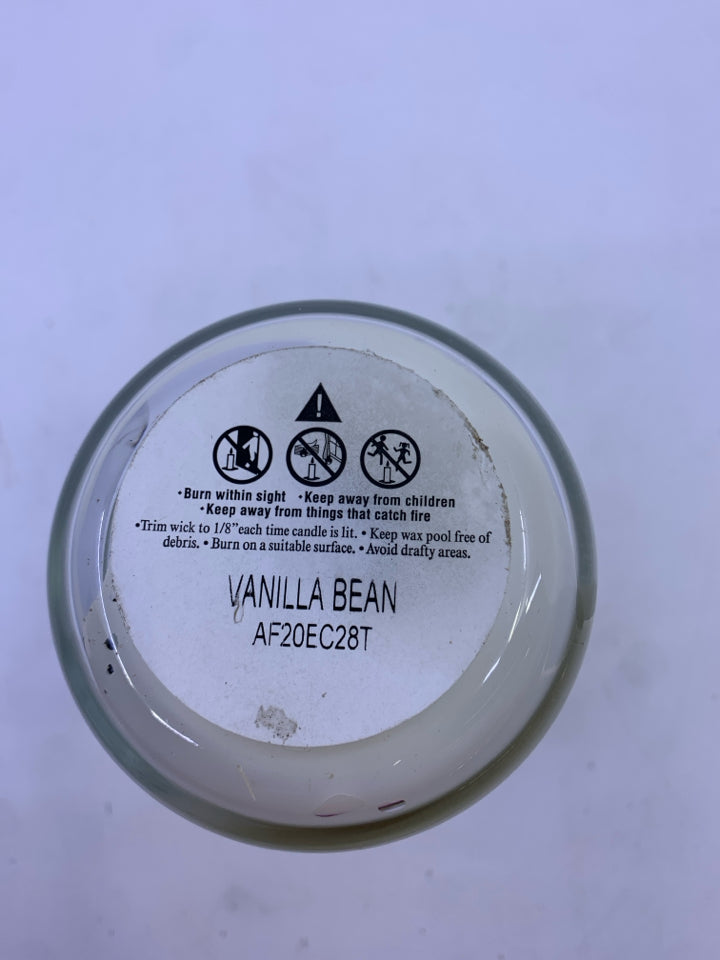 •Burn within sight •Keep away from children
•Keep away from things that catch fire
•Trim wick to 1/8”each time candle is lit. • Keep wax pool free of
debris. • Burn on a suitable surface. • Avoid drafty areas.
VANILLA BEAN
AF20EC28T